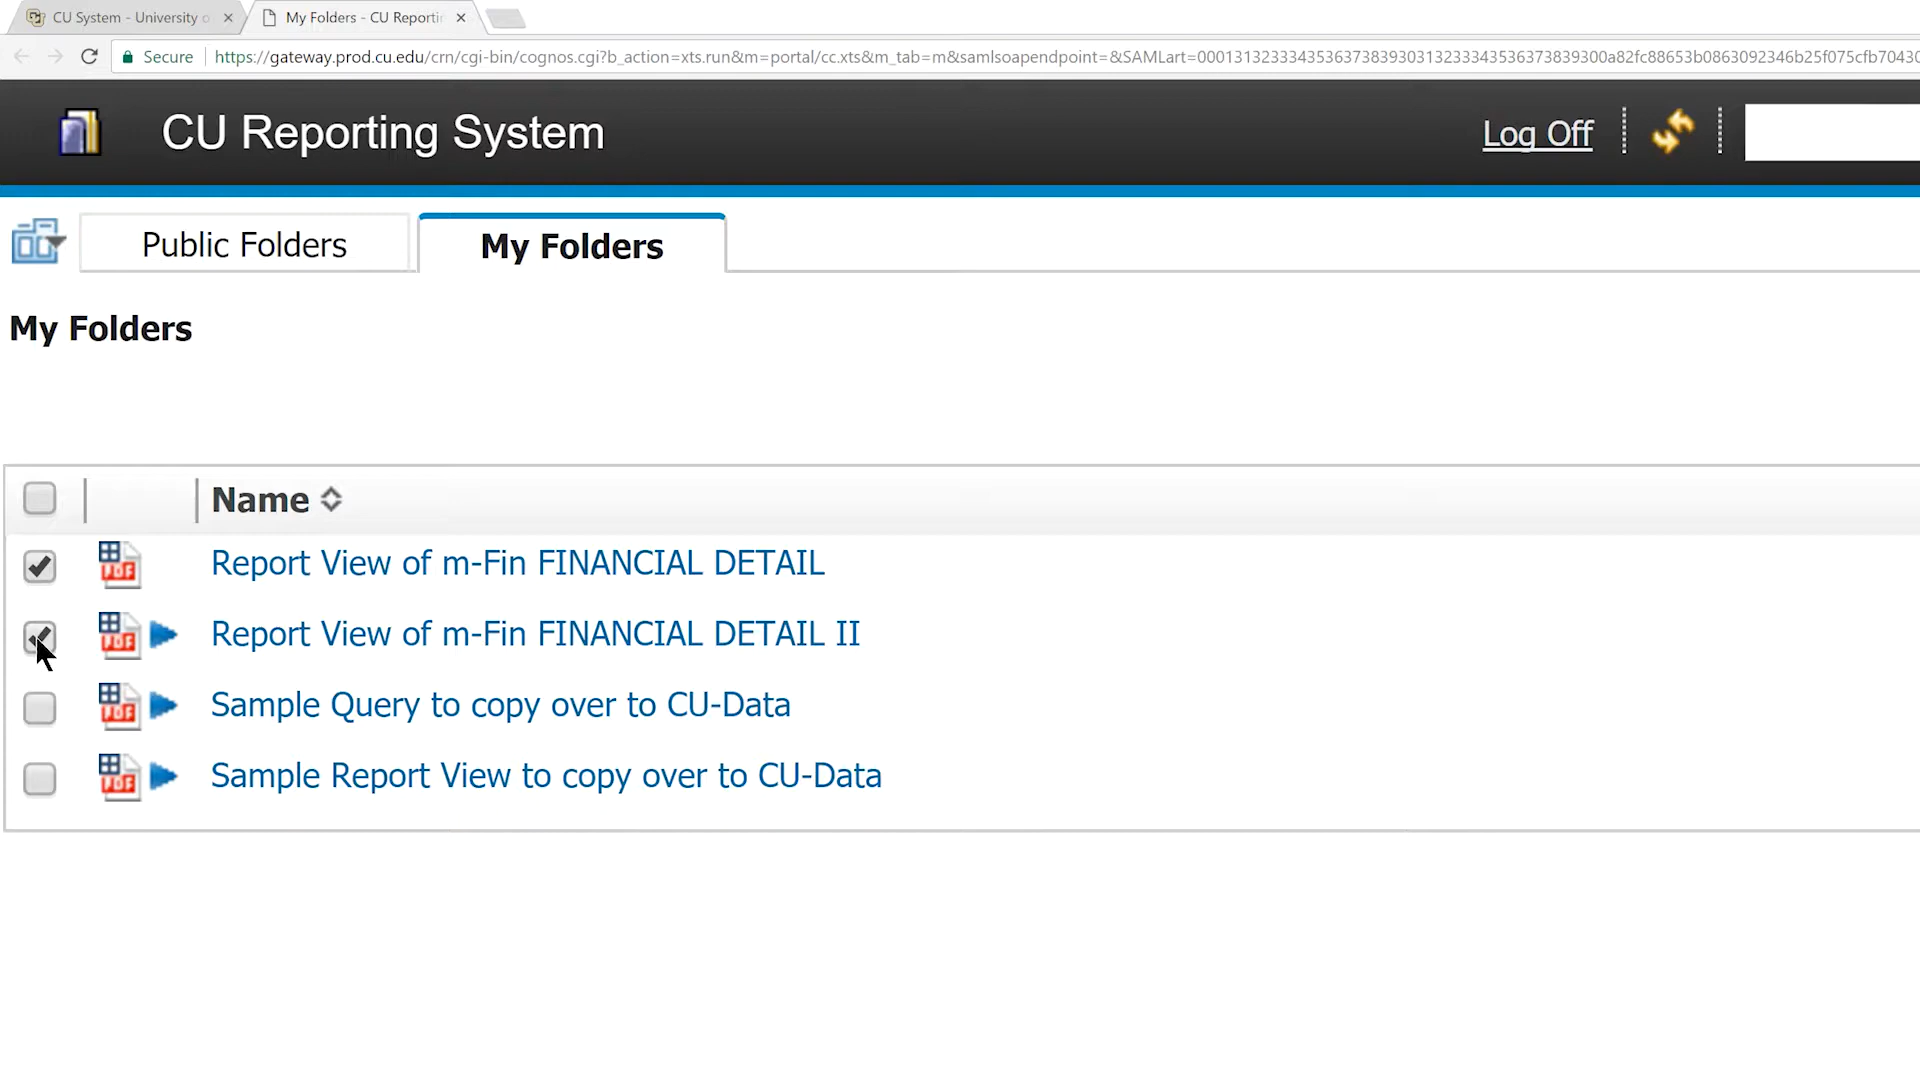 CU System - University o
My Folders - CU Reporti
Secure
https://gateway.prod.cu.edu/crn/cgi-bin/cognos.cgi?b_action=xts.run&m=portal/cc.xts&m_tab=m&samlsoapendpoint=&SAMLart=000131323334353637383930313233343536373839300a82fc88653b0863092346b25f075cfb70430
CU Reporting System
Log Off
Public Folders
My Folders
My Folders
Name
Report View of m-Fin FINANCIAL DETAIL
Report View of m-Fin FINANCIAL DETAIL II
Sample Query to copy over to CU-Data
Sample Report View to copy over to CU-Data